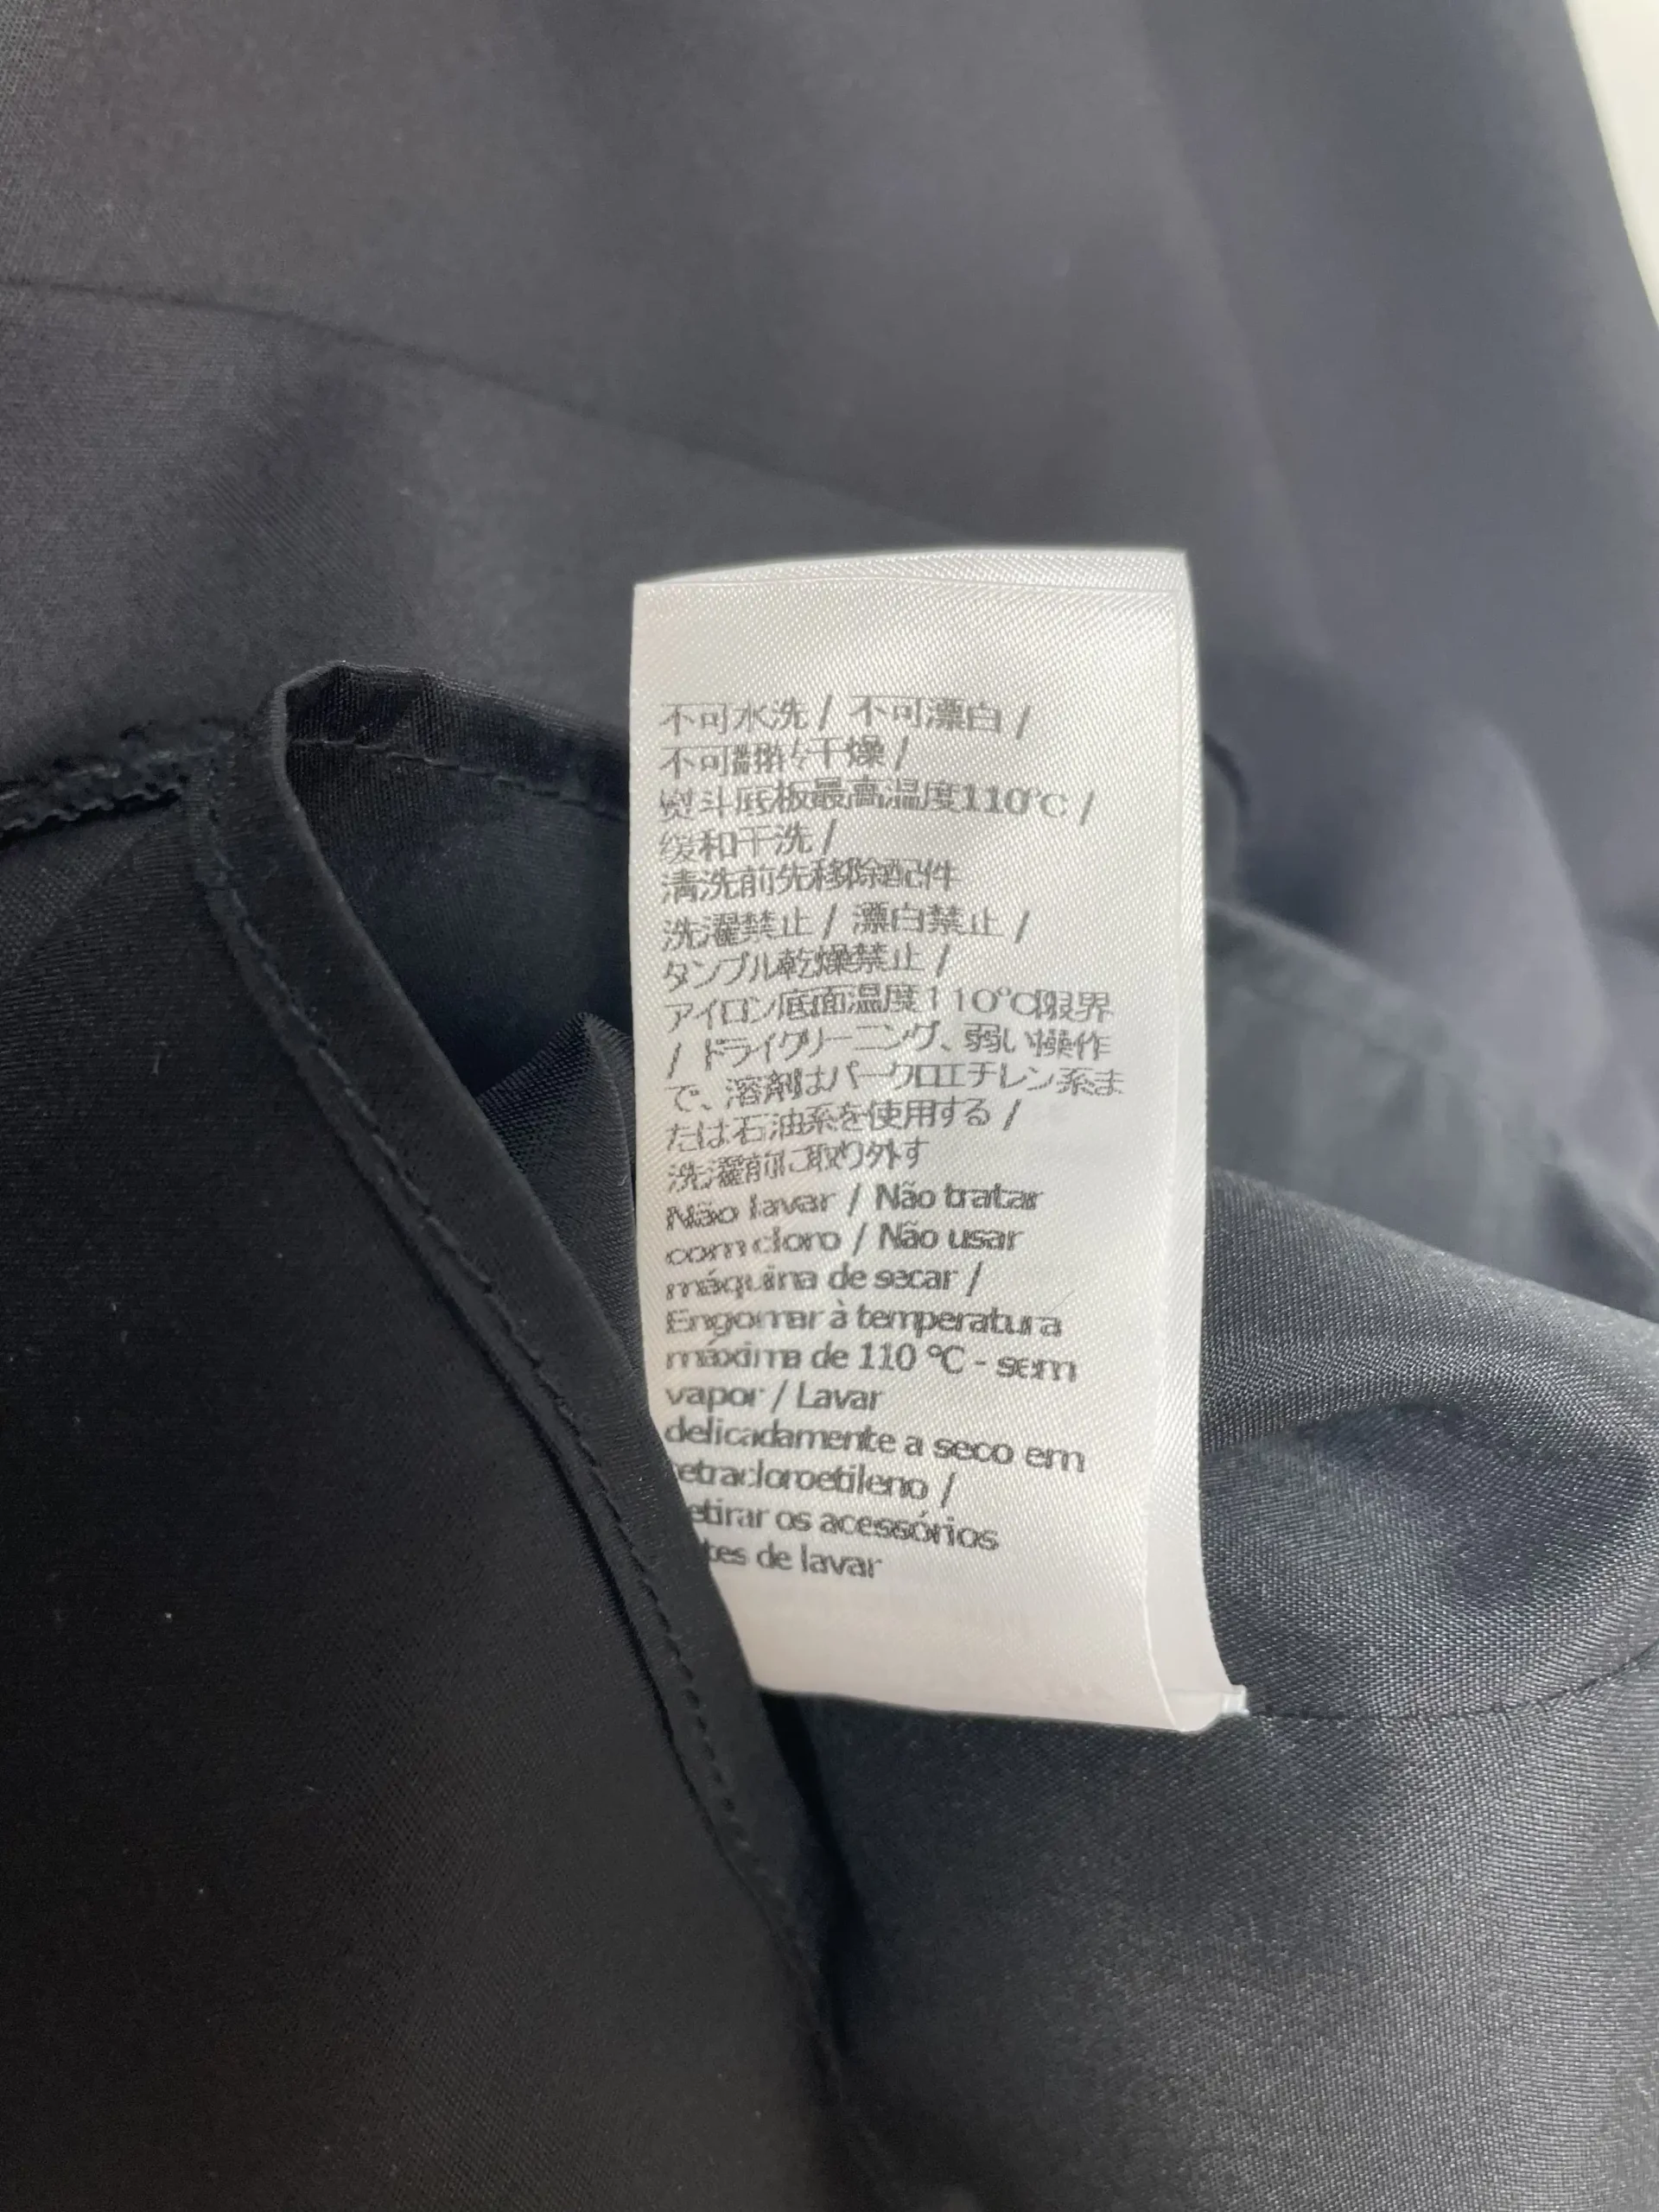 不可水洗 / 不可漂白 /
不可翻转干燥 /
熨斗底板最高温度110℃ /
缓和干洗 /
清洗前先移除配件
洗濯禁止 / 漂白禁止 /
タンブル乾燥禁止 /
アイロン底面温度110℃限界
/ ドライクリーニング、弱い操作
で、溶剤はパークロロエチレン系ま
たは石油系を使用する /
洗濯前に取り外す
Não lavar / Não tratar
com cloro / Não usar
máquina de secar /
Engomar à temperatura
máxima de 110 °C - sem
vapor / Lavar
delicadamente a seco em
etracloroetileno /
etirar os acessórios
tes de lavar